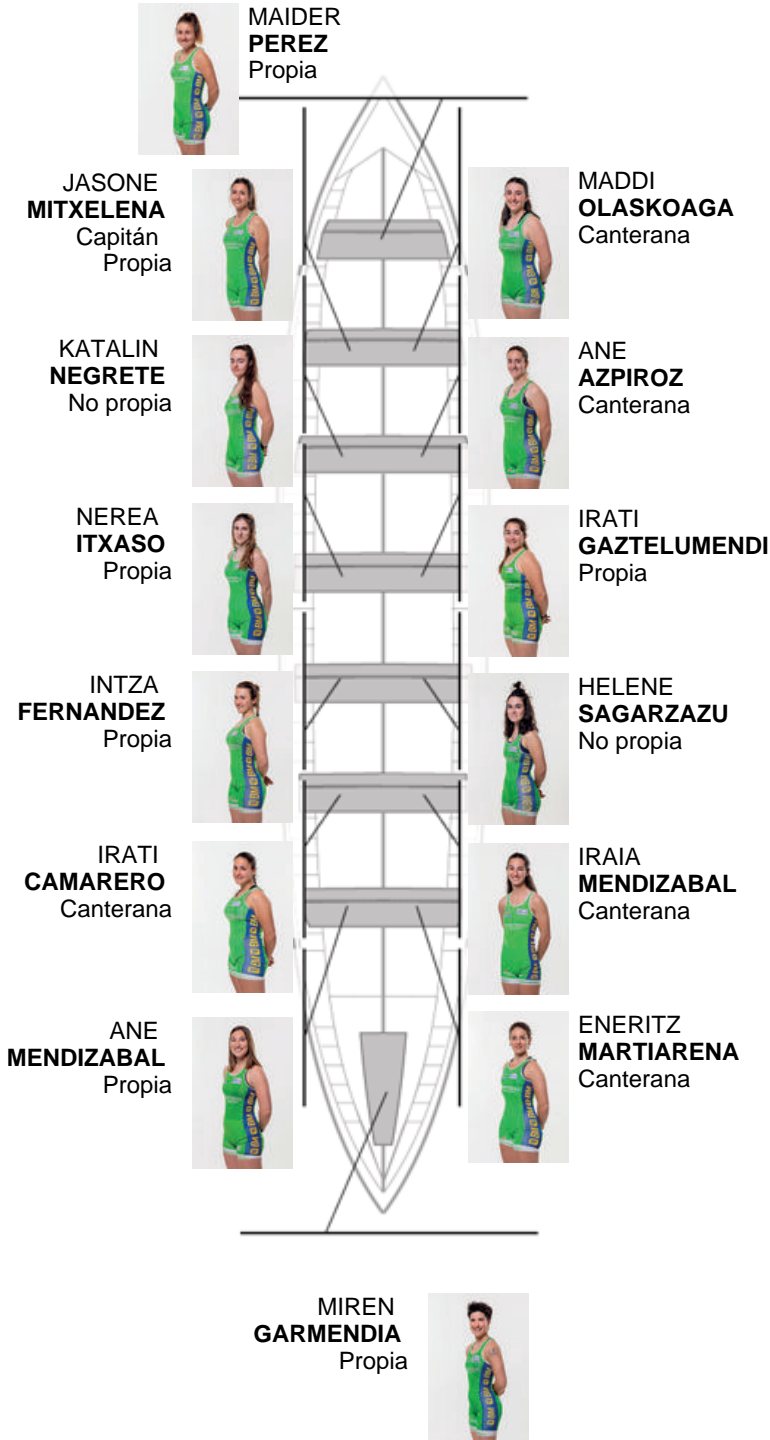 MAIDER
PEREZ
Propia
JASONE
MITXELENA
Capitán
Propia
MADDI
OLASKOAGA
Canterana
KATALIN
NEGRETE
No propia
ANE
AZPIROZ
Canterana
NEREA
ITXASO
Propia
IRATI
GAZTELUMENDI
Propia
INTZA
FERNANDEZ
Propia
HELENE
SAGARZAZU
No propia
IRATI
CAMARERO
Canterana
IRAIA
MENDIZABAL
Canterana
ANE
MENDIZABAL
Propia
ENERITZ
MARTIARENA
Canterana
MIREN
GARMENDIA
Propia